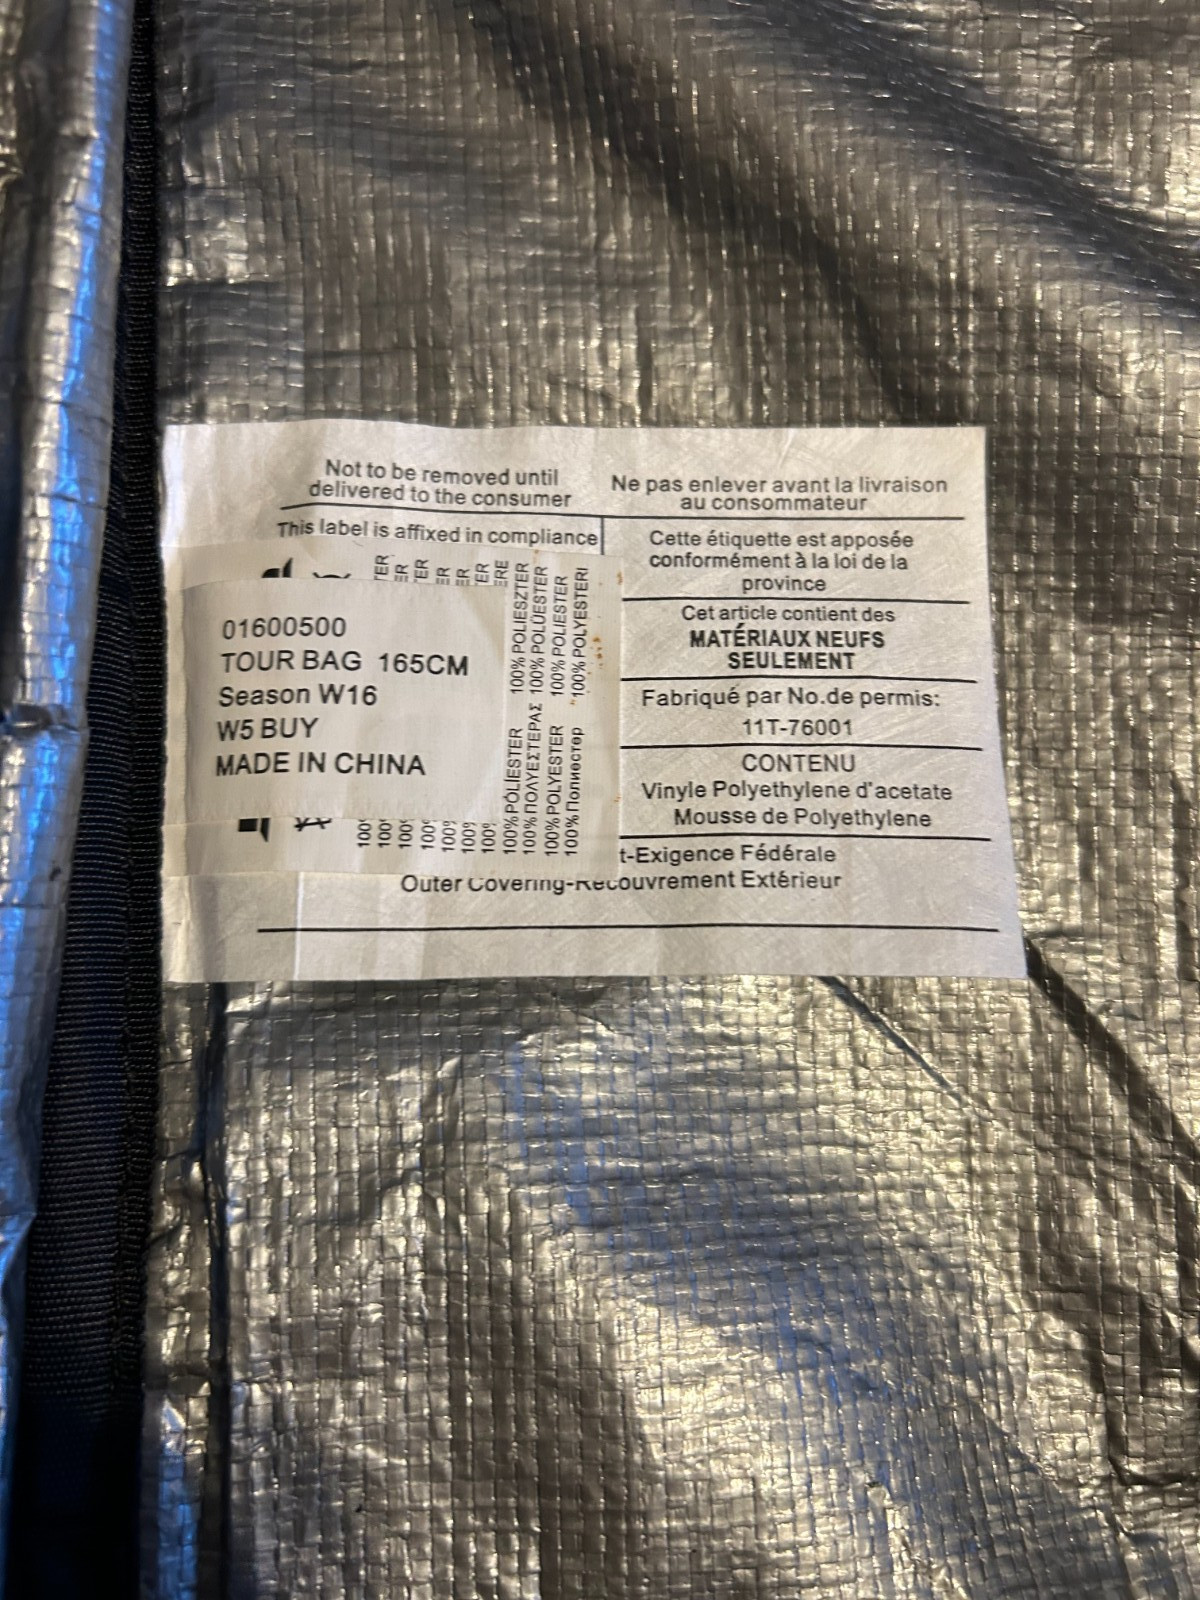 Not to be removed until
delivered to the consumer
This label is affixed in compliance
Ne pas enlever avant la livraison
au consommateur
Cette étiquette est apposée
conformément à la loi de la
province
Cet article contient des
MATÉRIAUX NEUFS
SEULEMENT
Fabriqué par No.de permis:
11T-76001
CONTENU
Vinyle Polyethylene d'acetate
Mousse de Polyethylene
t-Exigence Fédérale
Outer Covering-Recouvrement Extérieur
01600500
TOUR BAG 165CM
Season W16
W5 BUY
MADE IN CHINA
100% POLIESTER 100% POLIESZTER
100% ΠΟΛΥΕΣΤΕΡΑΣ 100% POLÜESTER
100% POLYESTER 100% POLIESTER
100% Полиестер 100% POLYESTERI